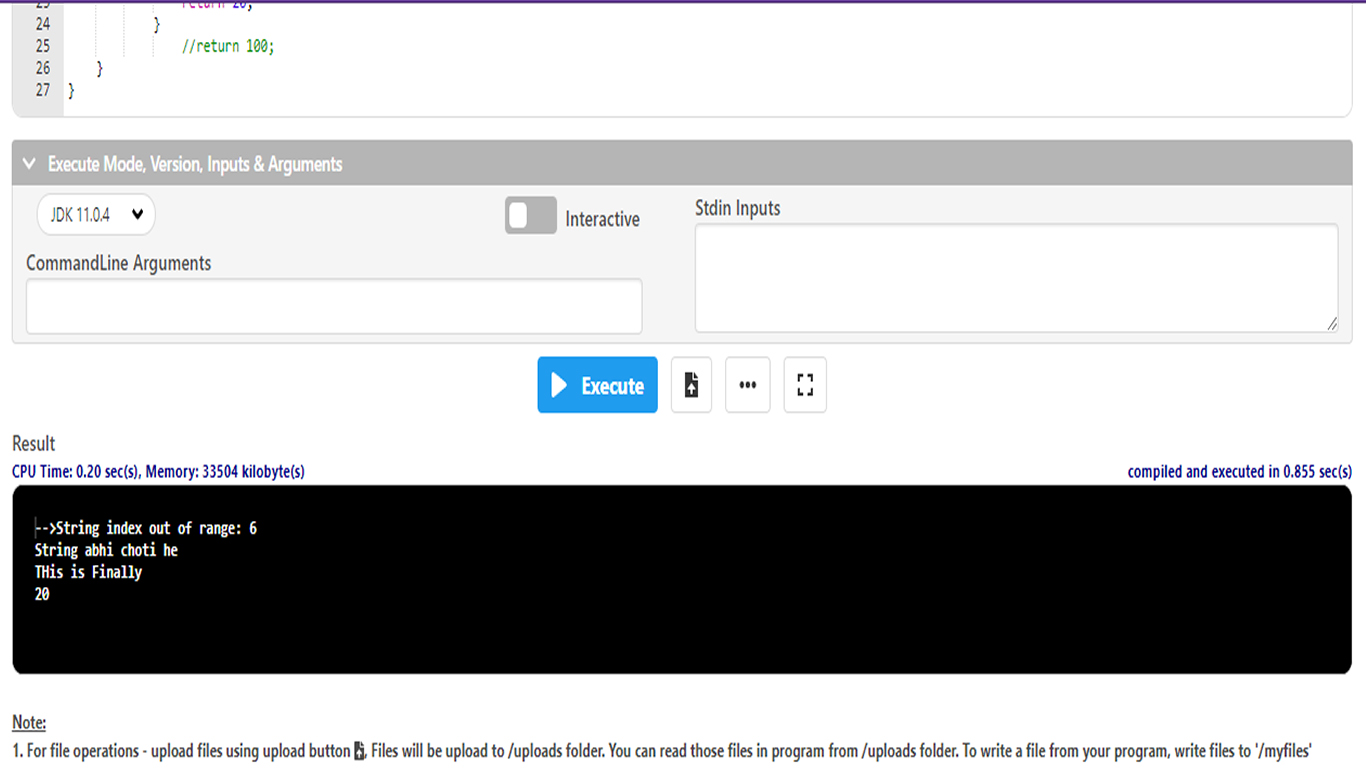 23 return 20;
24 }
25 //return 100;
26 }
27 }
Execute Mode, Version, Inputs & Arguments
JDK 11.0.4
Interactive
Stdin Inputs
CommandLine Arguments
Execute
Result
CPU Time: 0.20 sec(s), Memory: 33504 kilobyte(s)
compiled and executed in 0.855 sec(s)
-->String index out of range: 6
String abhi choti he
THis is Finally
20
Note:
1. For file operations - upload files using upload button , Files will be upload to /uploads folder. You can read those files in program from /uploads folder. To write a file from your program, write files to '/myfiles'